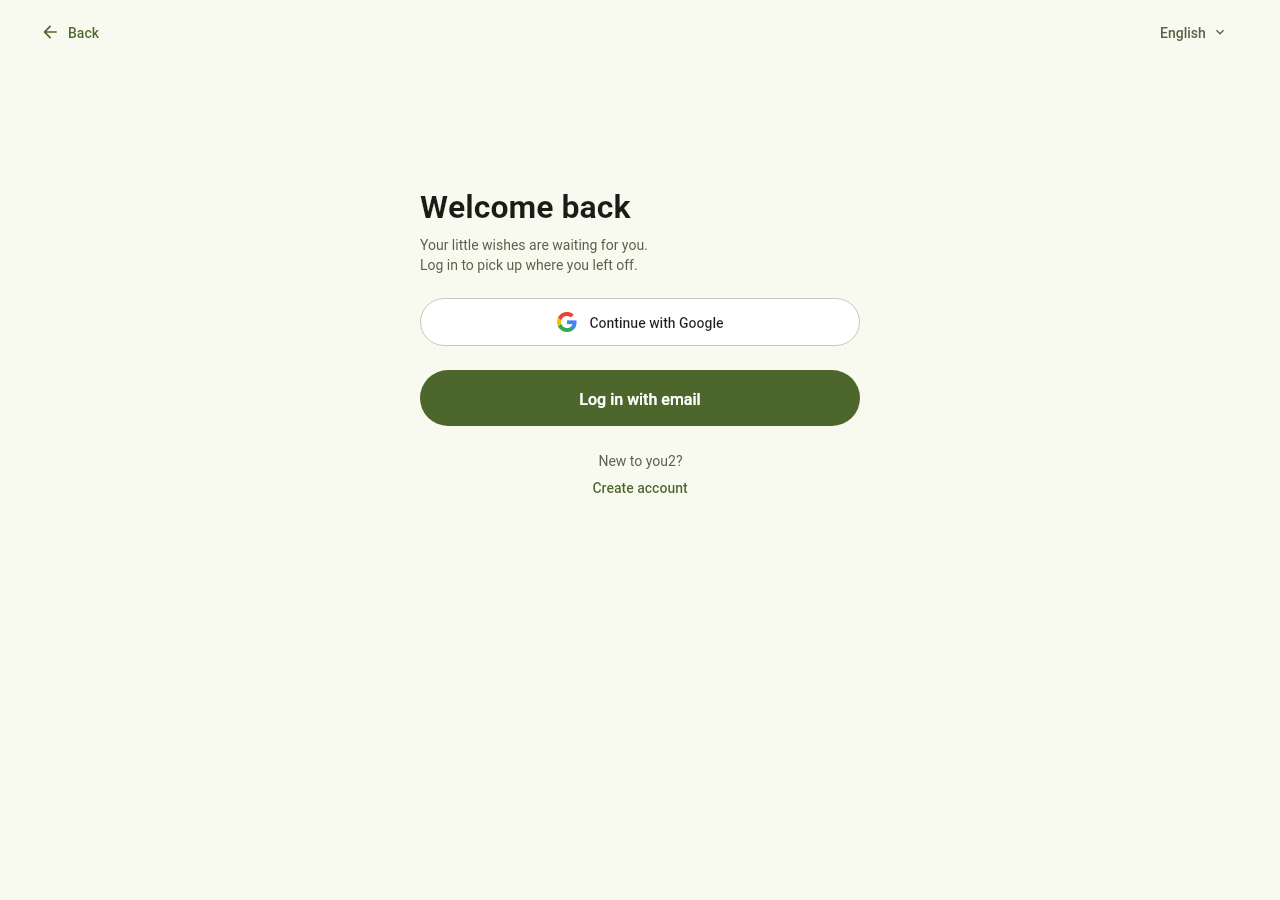 Back
English
Welcome back
Your little wishes are waiting for you.
Log in to pick up where you left off.
Continue with Google
Log in with email
New to you2?
Create account